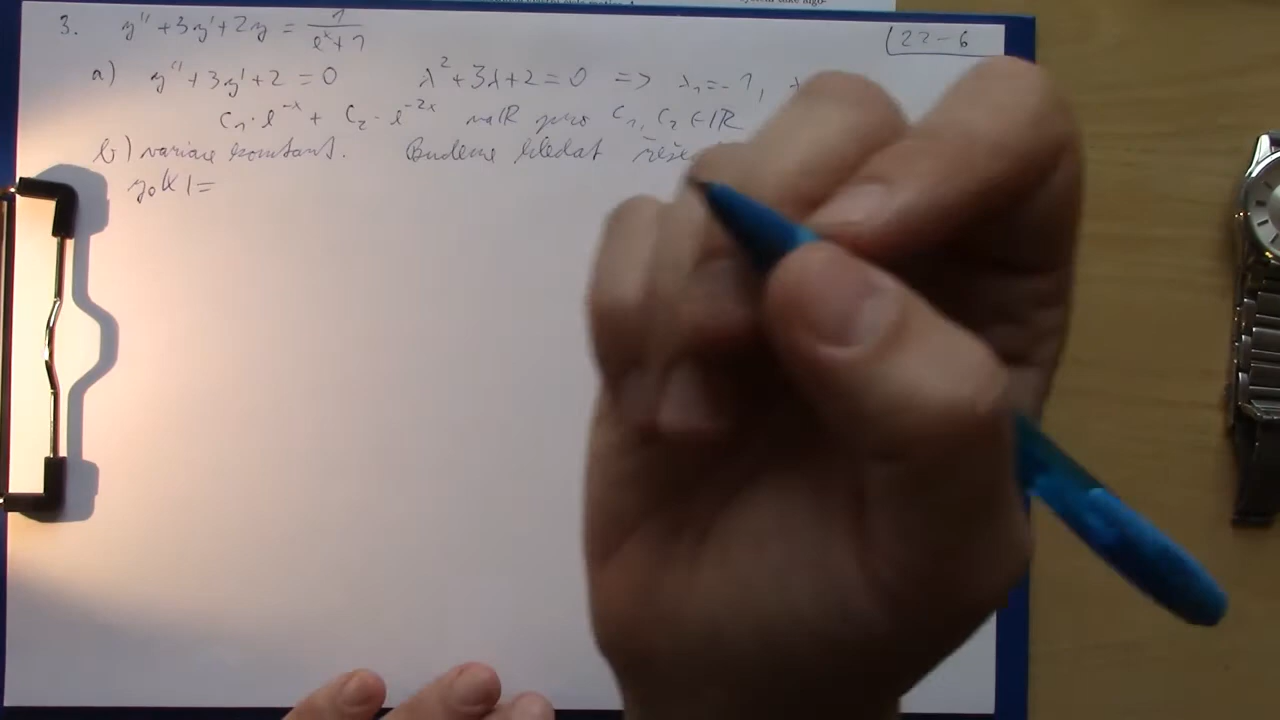 3. y'' + 3y' + 2y = 1/(e^x+1)
22-6
a) y'' + 3y' + 2 = 0 λ² + 3λ + 2 = 0 => λ₁ = -1, λ
C₁·e^{-x} + C₂·e^{-2x} na ℝ pro C₁, C₂ ∈ ℝ
b) variace konstant. Budeme hledat
y₀(x) =